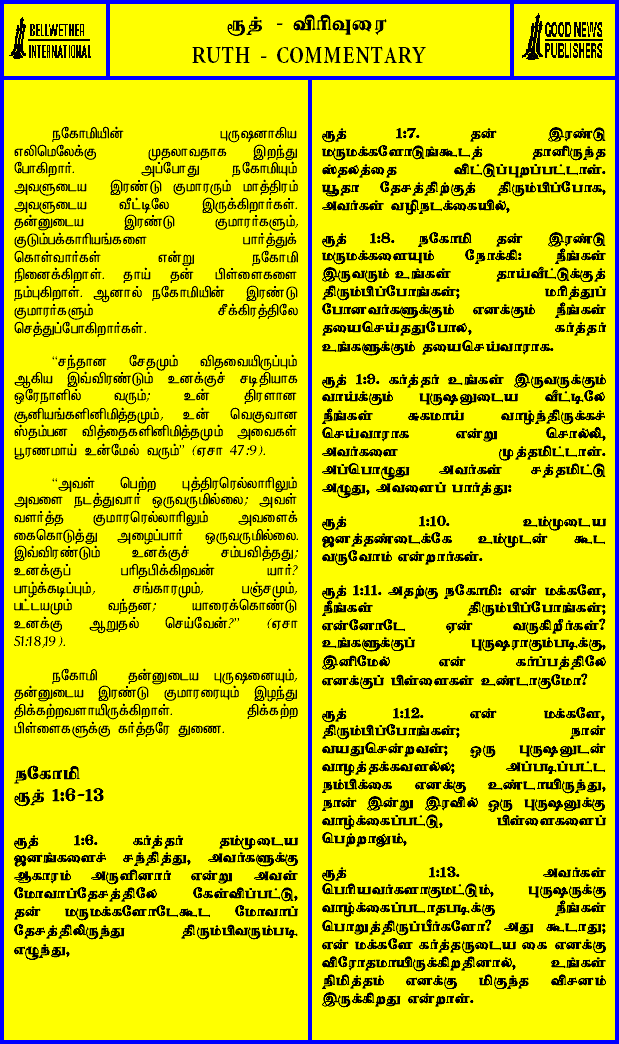 BELLWETHER
INTERNATIONAL
ரூத் - விரிவுரை
RUTH - COMMENTARY
GOOD NEWS
PUBLISHERS
நகோமியின் புருஷனாகிய
எலிமெலேக்கு முதலாவதாக இறந்து
போகிறார். அப்போது நகோமியும்
அவளுடைய இரண்டு குமாரரும் மாத்திரம்
அவளுடைய வீட்டிலே இருக்கிறார்கள்.
தன்னுடைய இரண்டு குமாரர்களும்,
குடும்பக்காரியங்களை பார்த்துக்
கொள்வார்கள் என்று நகோமி
நினைக்கிறாள். தாய் தன் பிள்ளைகளை
நம்புகிறாள். ஆனால் நகோமியின் இரண்டு
குமாரர்களும் சீக்கிரத்திலே
செத்துப்போகிறார்கள்.
“சந்தான சேதமும் விதவையிருப்பும்
ஆகிய இவ்விரண்டும் உனக்குச் சடிதியாக
ஒரேநாளில் வரும்; உன் திரளான
சூனியங்களினிமித்தமும், உன் வெகுவான
ஸ்தம்பன வித்தைகளினிமித்தமும் அவைகள்
பூரணமாய் உன்மேல் வரும்” (ஏசா 47:9).
“அவள் பெற்ற புத்திரரெல்லாரிலும்
அவளை நடத்துவார் ஒருவருமில்லை; அவள்
வளர்த்த குமாரரெல்லாரிலும் அவளைக்
கைகொடுத்து அழைப்பார் ஒருவருமில்லை.
இவ்விரண்டும் உனக்குச் சம்பவித்தது;
உனக்குப் பரிதபிக்கிறவன் யார்?
பாழ்க்கடிப்பும், சங்காரமும், பஞ்சமும்,
பட்டயமும் வந்தன; யாரைக்கொண்டு
உனக்கு ஆறுதல் செய்வேன்?” (ஏசா
51:18,19).
நகோமி தன்னுடைய புருஷனையும்,
தன்னுடைய இரண்டு குமாரரையும் இழந்து
திக்கற்றவளாயிருக்கிறாள். திக்கற்ற
பிள்ளைகளுக்கு கர்த்தரே துணை.
நகோமி
ரூத் 1:6-13
ரூத் 1:6. கர்த்தர் தம்முடைய
ஜனங்களைச் சந்தித்து, அவர்களுக்கு
ஆகாரம் அருளினார் என்று அவள்
மோவாப்தேசத்திலே கேள்விப்பட்டு,
தன் மருமக்களோடேகூட மோவாப்
தேசத்திலிருந்து திரும்பிவரும்படி
எழுந்து,
ரூத் 1:7. தன் இரண்டு
மருமக்களோடுங்கூடத் தானிருந்த
ஸ்தலத்தை விட்டுப்புறப்பட்டாள்.
யூதா தேசத்திற்குத் திரும்பிப்போக,
அவர்கள் வழிநடக்கையில்,
ரூத் 1:8. நகோமி தன் இரண்டு
மருமக்களையும் நோக்கி: நீங்கள்
இருவரும் உங்கள் தாய்வீட்டுக்குத்
திரும்பிப்போங்கள்; மரித்துப்
போனவர்களுக்கும் எனக்கும் நீங்கள்
தயைசெய்ததுபோல, கர்த்தர்
உங்களுக்கும் தயைசெய்வாராக.
ரூத் 1:9. கர்த்தர் உங்கள் இருவருக்கும்
வாய்க்கும் புருஷனுடைய வீட்டிலே
நீங்கள் சுகமாய் வாழ்ந்திருக்கச்
செய்வாராக என்று சொல்லி,
அவர்களை முத்தமிட்டாள்.
அப்பொழுது அவர்கள் சத்தமிட்டு
அழுது, அவளைப் பார்த்து:
ரூத் 1:10. உம்முடைய
ஜனத்தண்டைக்கே உம்முடன் கூட
வருவோம் என்றார்கள்.
ரூத் 1:11. அதற்கு நகோமி: என் மக்களே,
நீங்கள் திரும்பிப்போங்கள்;
என்னோடே ஏன் வருகிறீர்கள்?
உங்களுக்குப் புருஷராகும்படிக்கு,
இனிமேல் என் கர்ப்பத்திலே
எனக்குப் பிள்ளைகள் உண்டாகுமோ?
ரூத் 1:12. என் மக்களே,
திரும்பிப்போங்கள்; நான்
வயதுசென்றவள்; ஒரு புருஷனுடன்
வாழத்தக்கவளல்ல; அப்படிப்பட்ட
நம்பிக்கை எனக்கு உண்டாயிருந்து,
நான் இன்று இரவில் ஒரு புருஷனுக்கு
வாழ்க்கைப்பட்டு, பிள்ளைகளைப்
பெற்றாலும்,
ரூத் 1:13. அவர்கள்
பெரியவர்களாகுமட்டும், புருஷருக்கு
வாழ்க்கைப்படாதபடிக்கு நீங்கள்
பொறுத்திருப்பீர்களோ? அது கூடாது;
என் மக்களே கர்த்தருடைய கை எனக்கு
விரோதமாயிருக்கிறதினால், உங்கள்
நிமித்தம் எனக்கு மிகுந்த விசனம்
இருக்கிறது என்றாள்.